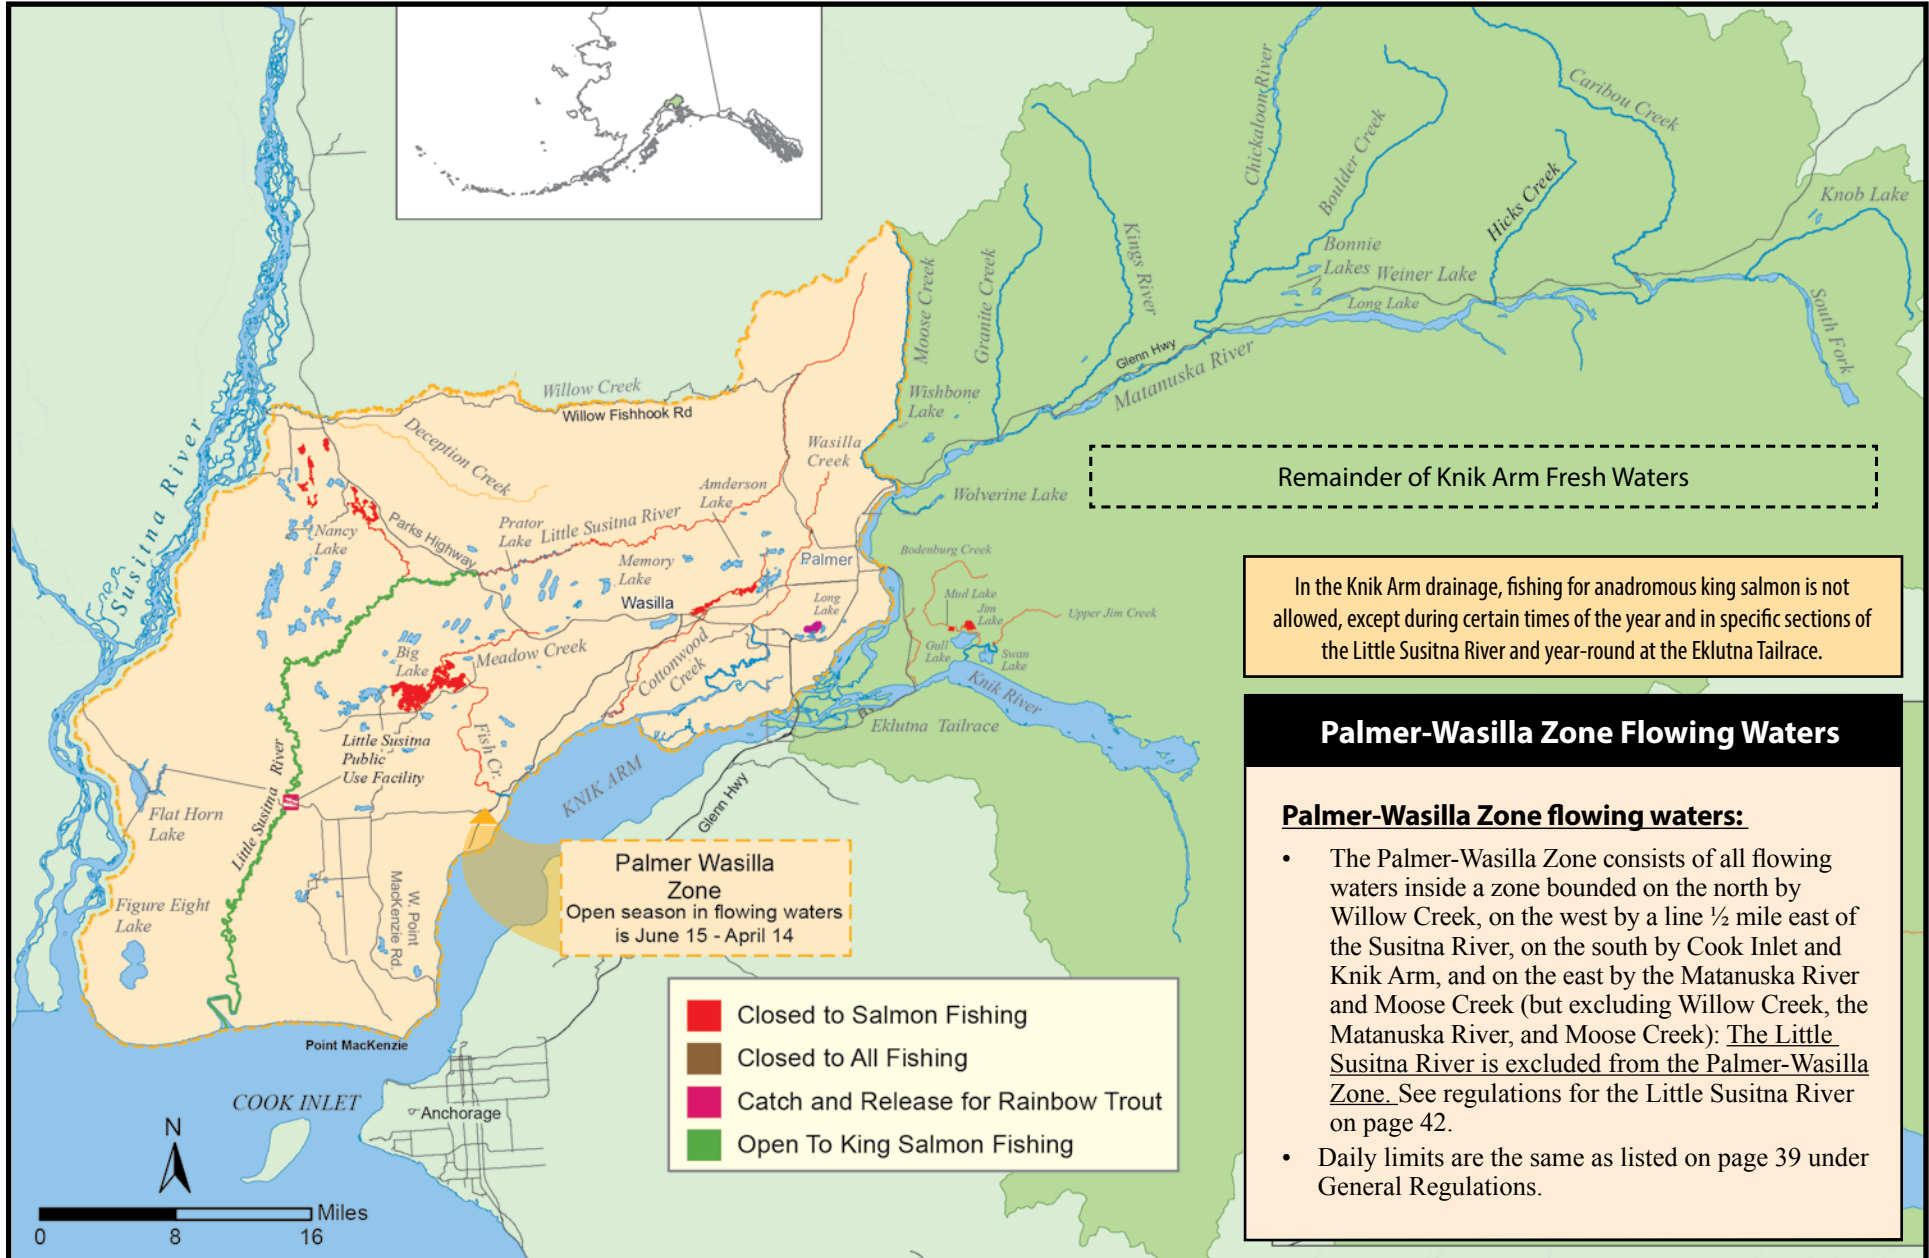 Chickaloon River
Boulder Creek
Caribou Creek
Hicks Creek
Knob Lake
Kings River
Bonnie
Lakes
Weiner Lake
Long Lake
South Fork
Moose Creek
Granite Creek
Glenn Hwy
Matanuska River
Wishbone
Lake
Willow Creek
Willow Fishhook Rd
Deception Creek
Wasilla
Creek
Susitna River
Amderson
Lake
Remainder of Knik Arm Fresh Waters
Wolverine Lake
Nancy
Lake
Parks Highway
Prator
Lake
Little Susitna River
Memory
Lake
Palmer
Bodenburg Creek
Wasilla
Long
Lake
Mud Lake
Jim
Lake
Upper Jim Creek
Big
Lake
Meadow Creek
Cottonwood
Creek
Gull
Lake
Swan
Lake
Knik River
Eklutna Tailrace
Little Susitna
Public
Use Facility
Fish Cr.
KNIK ARM
Glenn Hwy
Little Susitna River
Flat Horn
Lake
Figure Eight
Lake
W. Point
MacKenzie Rd.
Palmer Wasilla
Zone
Open season in flowing waters
is June 15 - April 14
Point MacKenzie
COOK INLET
Anchorage
N
Miles
0
8
16
Closed to Salmon Fishing
Closed to All Fishing
Catch and Release for Rainbow Trout
Open To King Salmon Fishing
In the Knik Arm drainage, fishing for anadromous king salmon is not
allowed, except during certain times of the year and in specific sections of
the Little Susitna River and year-round at the Eklutna Tailrace.
Palmer-Wasilla Zone Flowing Waters
Palmer-Wasilla Zone flowing waters:
• The Palmer-Wasilla Zone consists of all flowing
waters inside a zone bounded on the north by
Willow Creek, on the west by a line ½ mile east of
the Susitna River, on the south by Cook Inlet and
Knik Arm, and on the east by the Matanuska River
and Moose Creek (but excluding Willow Creek, the
Matanuska River, and Moose Creek): The Little
Susitna River is excluded from the Palmer-Wasilla
Zone. See regulations for the Little Susitna River
on page 42.
• Daily limits are the same as listed on page 39 under
General Regulations.